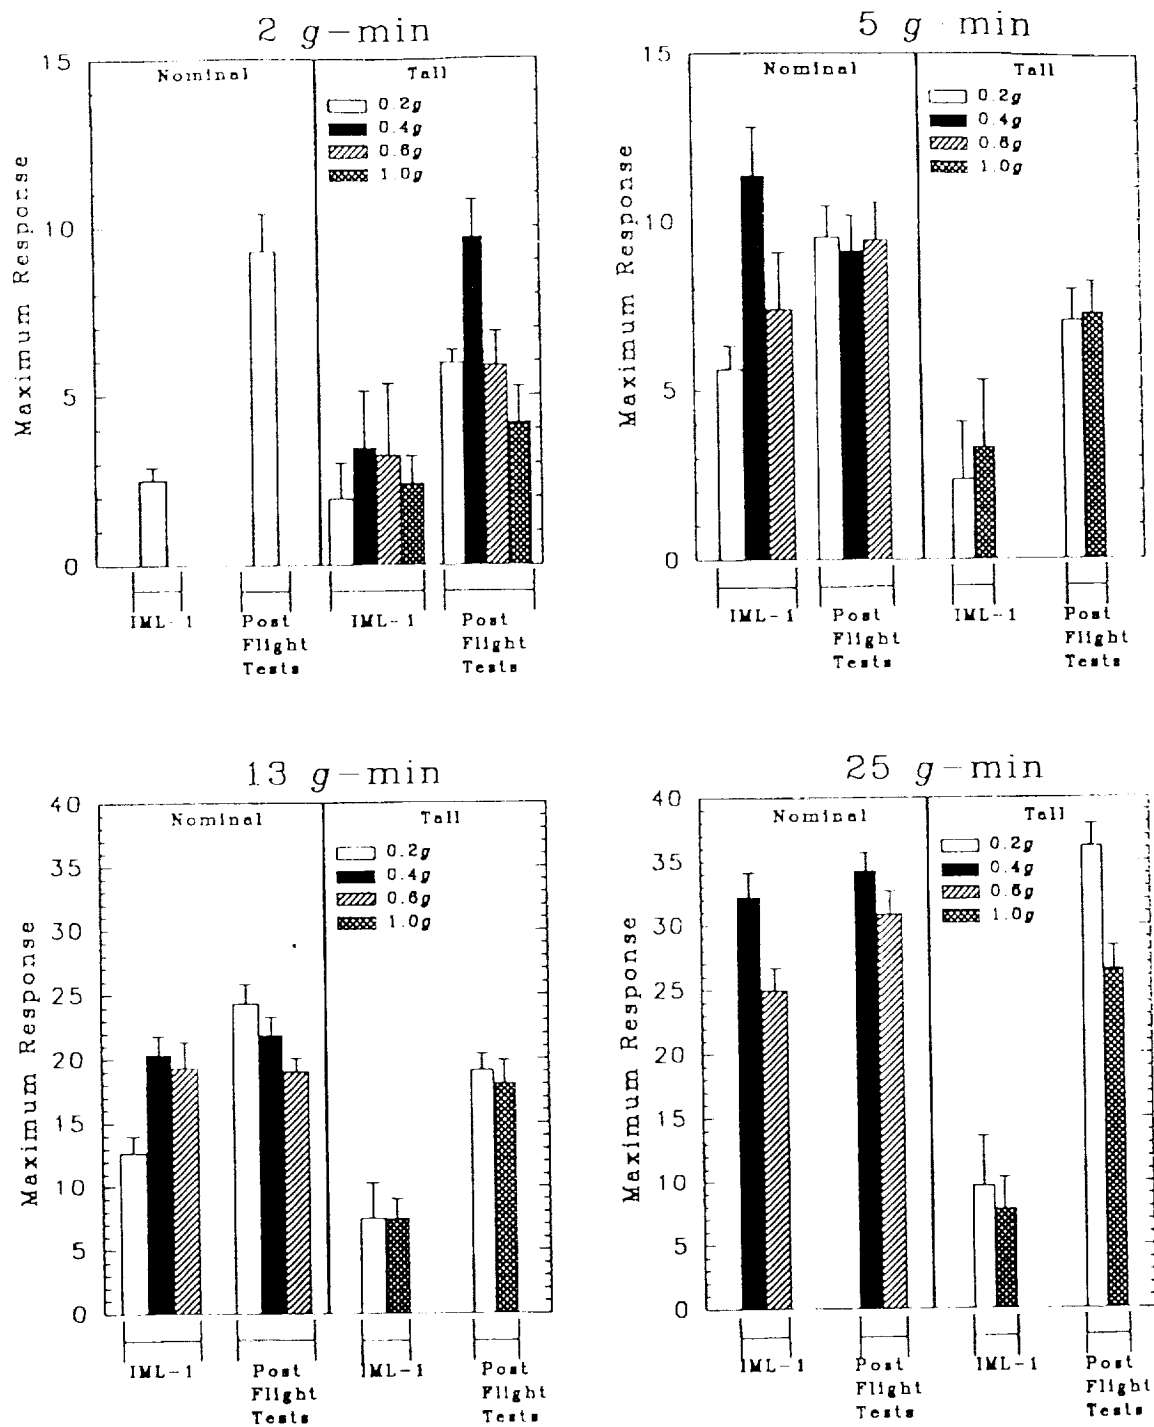 2 g-min
15
10
5
0
Maximum Response
Nominal
Tall
0.2g
0.4g
0.6g
1.0g
IML-1
Post
Flight
Tests
IML-1
Post
Flight
Tests
5 g min
15
10
5
0
Maximum Response
Nominal
Tall
0.2g
0.4g
0.6g
1.0g
IML-1
Post
Flight
Tests
IML-1
Post
Flight
Tests
13 g-min
40
35
30
25
20
15
10
5
0
Maximum Response
Nominal
Tall
0.2g
0.4g
0.6g
1.0g
IML-1
Post
Flight
Tests
IML-1
Post
Flight
Tests
25 g-min
40
35
30
25
20
15
10
5
0
Maximum Response
Nominal
Tall
0.2g
0.4g
0.6g
1.0g
IML-1
Post
Flight
Tests
IML-1
Post
Flight
Tests